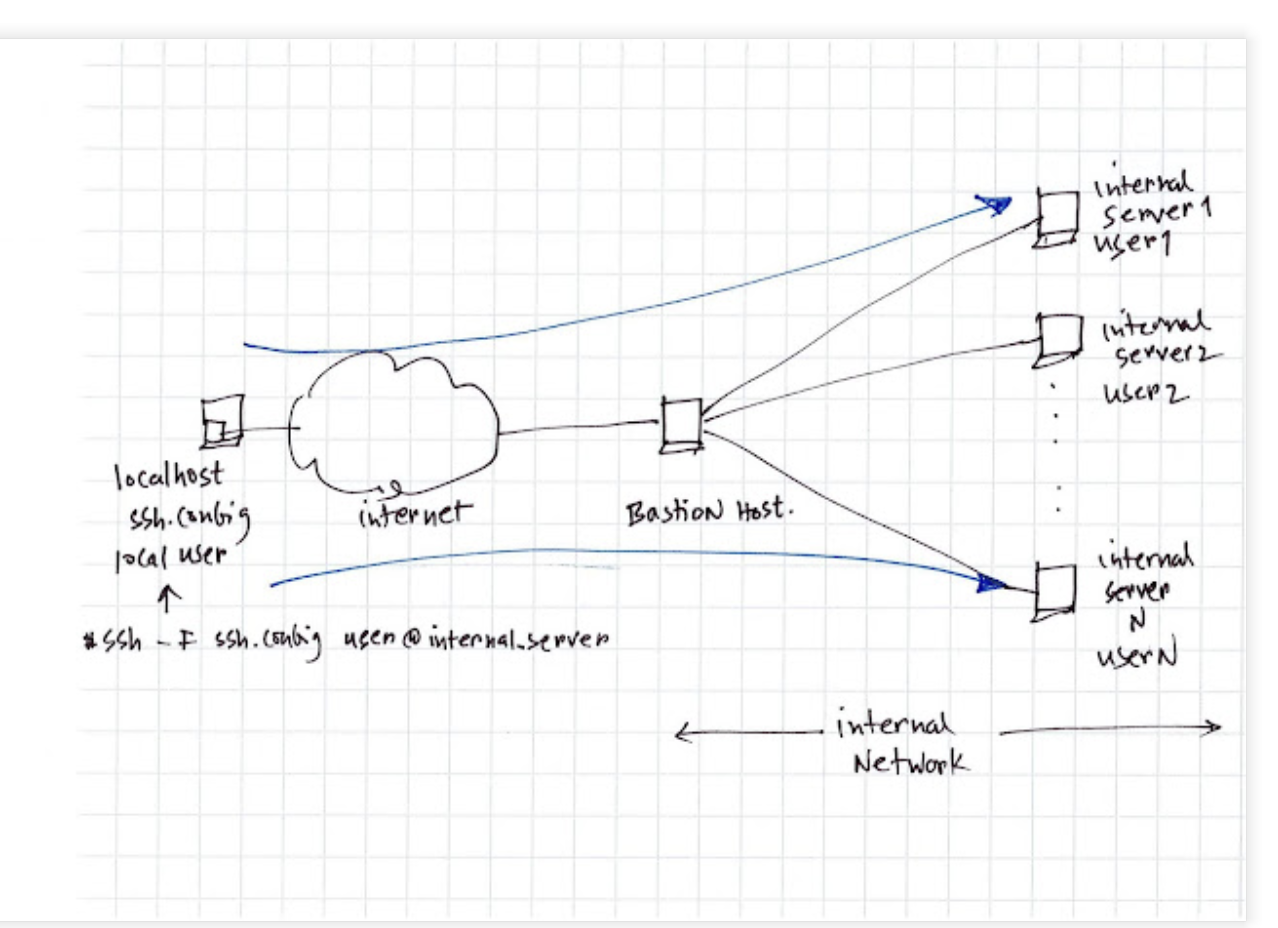 internal
server1
user1
internal
server2
user2
localhost
ssh.config
local user
internet
Bastion Host.
internal
server
N
userN
#ssh -F ssh.config user@internal_server
internal
Network